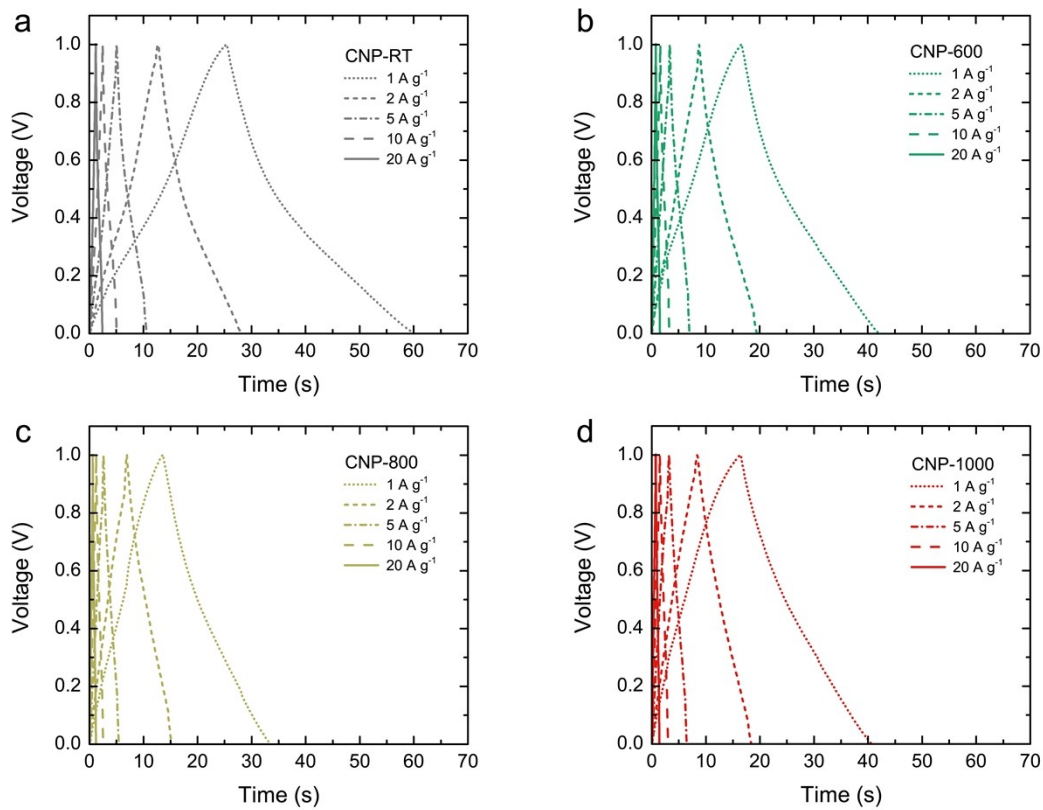 a
CNP-RT
1 A g⁻¹
2 A g⁻¹
5 A g⁻¹
10 A g⁻¹
20 A g⁻¹
Voltage (V)
1.0
0.8
0.6
0.4
0.2
0.0
0 10 20 30 40 50 60 70
Time (s)
b
CNP-600
1 A g⁻¹
2 A g⁻¹
5 A g⁻¹
10 A g⁻¹
20 A g⁻¹
Voltage (V)
1.0
0.8
0.6
0.4
0.2
0.0
0 10 20 30 40 50 60 70
Time (s)
c
CNP-800
1 A g⁻¹
2 A g⁻¹
5 A g⁻¹
10 A g⁻¹
20 A g⁻¹
Voltage (V)
1.0
0.8
0.6
0.4
0.2
0.0
0 10 20 30 40 50 60 70
Time (s)
d
CNP-1000
1 A g⁻¹
2 A g⁻¹
5 A g⁻¹
10 A g⁻¹
20 A g⁻¹
Voltage (V)
1.0
0.8
0.6
0.4
0.2
0.0
0 10 20 30 40 50 60 70
Time (s)